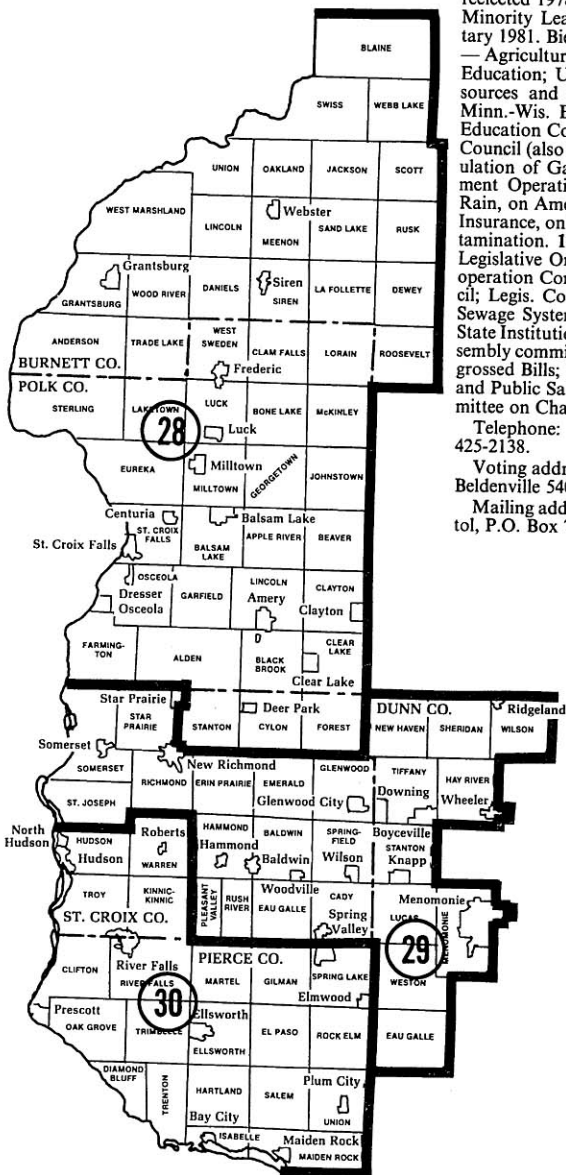 reelected 1978
Minority Lea
tary 1981. Bie
— Agricultur
Education; U
sources and
Minn.-Wis. B
Education Co
Council (also
ulation of Ga
ment Operati
Rain, on Ame
Insurance, on
tamination. 1
Legislative Or
operation Con
cil; Legis. Co
Sewage System
State Institutio
sembly commi
grossed Bills;
and Public Sa
mittee on Cha
Telephone:
425-2138.
Voting addr
Beldenville 540
Mailing add
tol, P.O. Box 7
BLAINE
SWISS WEBB LAKE
UNION OAKLAND JACKSON SCOTT
WEST MARSHLAND
LINCOLN Webster SAND LAKE RUSK
MEENON
Grantsburg
GRANTSBURG WOOD RIVER DANIELS Siren SIREN LA FOLLETTE DEWEY
ANDERSON TRADE LAKE WEST SWEDEN CLAM FALLS LORAIN ROOSEVELT
BURNETT CO.
POLK CO.
Frederic
STERLING LAKETOWN LUCK BONE LAKE McKINLEY
28 Luck
EUREKA Milltown MILLTOWN GEORGETOWN JOHNSTOWN
Centuria ST. CROIX FALLS Balsam Lake
St. Croix Falls BALSAM LAKE APPLE RIVER BEAVER
OSCEOLA GARFIELD LINCOLN CLAYTON
Dresser Amery Clayton
Osceola
FARMINGTON ALDEN BLACK BROOK CLEAR LAKE
Clear Lake
Star Prairie Deer Park DUNN CO. Ridgeland
STAR PRAIRIE STANTON CYLON FOREST NEW HAVEN SHERIDAN WILSON
Somerset New Richmond
SOMERSET RICHMOND ERIN PRAIRIE EMERALD GLENWOOD TIFFANY HAY RIVER
ST. JOSEPH Glenwood City Downing Wheeler
North Hudson Roberts HAMMOND BALDWIN SPRINGFIELD Boyceville
HUDSON Hudson WARREN Hammond Baldwin Wilson STANTON Knapp
TROY KINNICKINNIC PLEASANT VALLEY RUSH RIVER Woodville EAU GALLE CADY LUCAS Menomonie MENOMONIE
ST. CROIX CO. Spring Valley 29
PIERCE CO.
CLIFTON River Falls RIVER FALLS MARTEL GILMAN SPRING LAKE WESTON
30 Elmwood
Prescott Ellsworth
OAK GROVE TRIMBELLE ELLSWORTH EL PASO ROCK ELM EAU GALLE
DIAMOND BLUFF TRENTON HARTLAND SALEM Plum City UNION
Bay City ISABELLE Maiden Rock MAIDEN ROCK